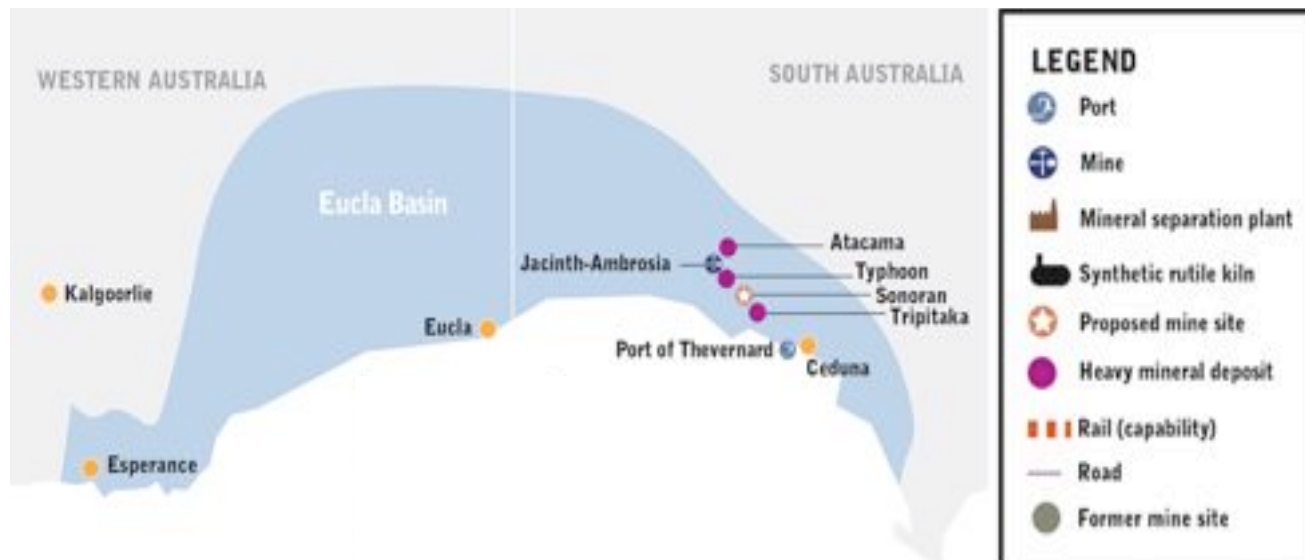 WESTERN AUSTRALIA
SOUTH AUSTRALIA
Eucla Basin
Atacama
Jacinth-Ambrosia
Typhoon
Sonoran
Kalgoorlie
Tripitaka
Eucla
Port of Thevernard
Ceduna
Esperance
LEGEND
Port
Mine
Mineral separation plant
Synthetic rutile kiln
Proposed mine site
Heavy mineral deposit
Rail (capability)
Road
Former mine site